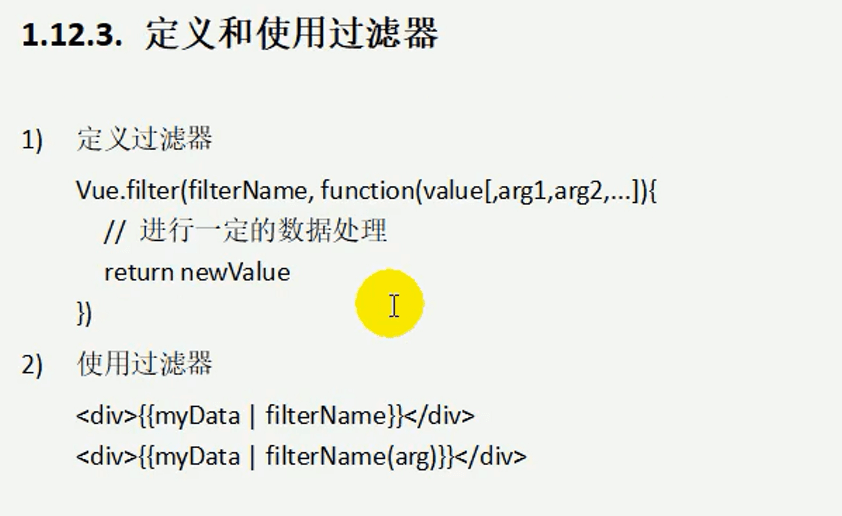 1.12.3. 定义和使用过滤器
1) 定义过滤器
Vue.filter(filterName, function(value[,arg1,arg2,...]){
// 进行一定的数据处理
return newValue
})
2) 使用过滤器
<div>{{myData | filterName}}</div>
<div>{{myData | filterName(arg)}}</div>